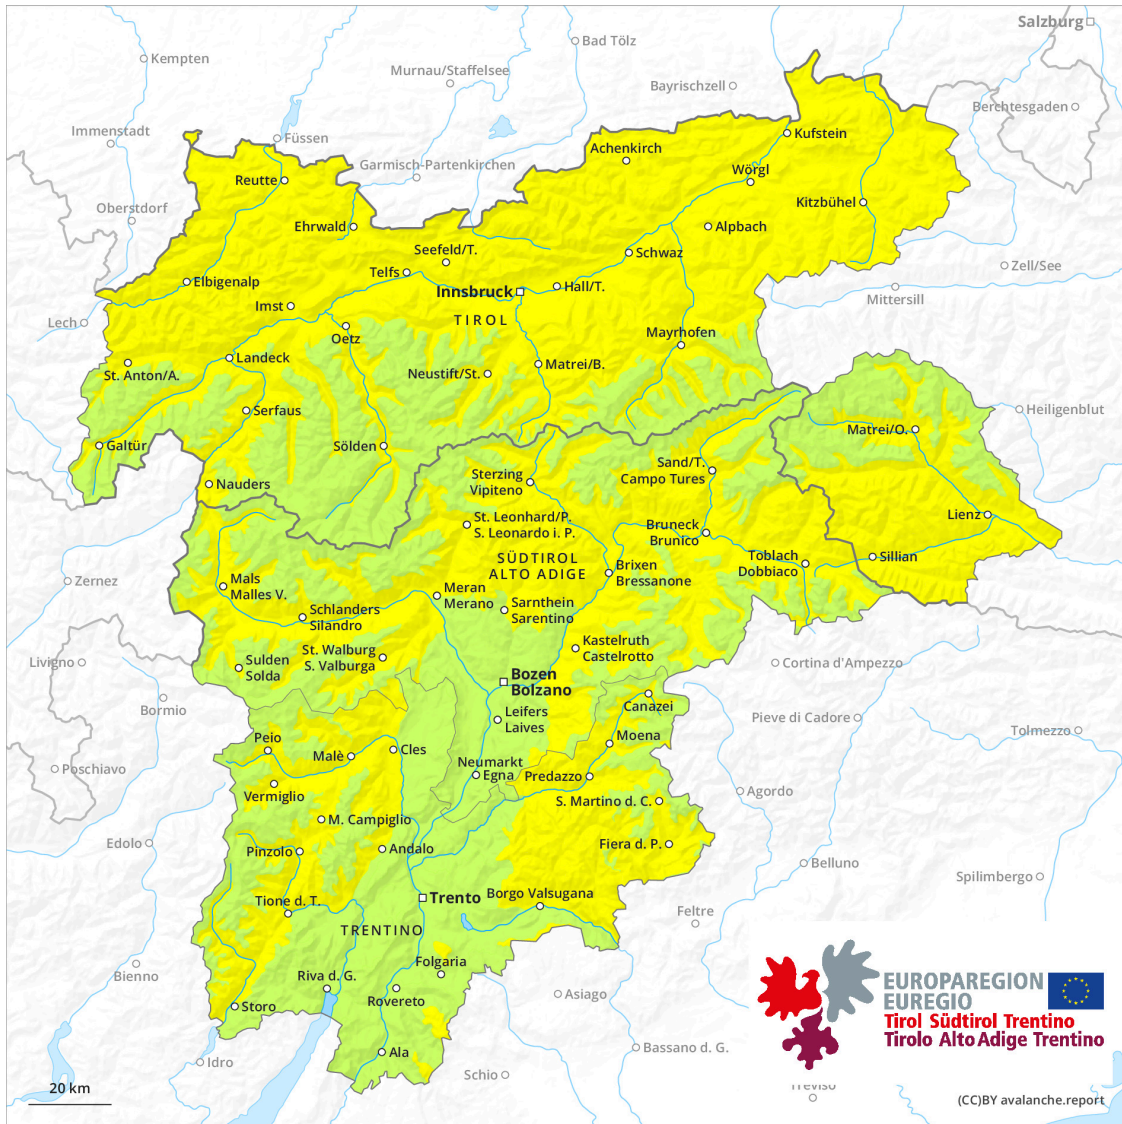 Salzburg
Bad Tölz
Kempten
Murnau/Staffelsee
Bayrischzell
Berchtesgaden
Immenstadt
Füssen
Kufstein
Achenkirch
Garmisch-Partenkirchen
Wörgl
Reutte
Kitzbühel
Oberstdorf
Ehrwald
Alpbach
Seefeld/T.
Schwaz
Zell/See
Telfs
Elbigenalp
Innsbruck
Hall/T.
Mittersill
Imst
TIROL
Lech
Oetz
Mayrhofen
Landeck
Matrei/B.
St. Anton/A.
Neustift/St.
Serfaus
Heiligenblut
Matrei/O.
Galtür
Sölden
Sand/T.
Campo Tures
Sterzing
Vipiteno
Nauders
Lienz
St. Leonhard/P.
S. Leonardo i. P.
Bruneck
Brunico
SÜDTIROL
ALTO ADIGE
Toblach
Dobbiaco
Sillian
Brixen
Bressanone
Zernez
Mals
Malles V.
Meran
Merano
Sarnthein
Sarentino
Schlanders
Silandro
Kastelruth
Castelrotto
St. Walburg
S. Valburga
Livigno
Sulden
Solda
Cortina d'Ampezzo
Bozen
Bolzano
Canazei
Bormio
Leifers
Laives
Pieve di Cadore
Tolmezzo
Peio
Moena
Cles
Malè
Neumarkt
Egna
Predazzo
Poschiavo
Vermiglio
Agordo
S. Martino d. C.
M. Campiglio
Edolo
Fiera d. P.
Pinzolo
Andalo
Belluno
Spilimbergo
Borgo Valsugana
Trento
Tione d. T.
Feltre
TRENTINO
Folgaria
Bienno
Riva d. G.
EUROPAREGION
EUREGIO
Tirol Südtirol Trentino
Tirolo Alto Adige Trentino
Rovereto
Asiago
Storo
Bassano d. G.
Ala
Idro
Schio
Treviso
20 km
(CC)BY avalanche.report